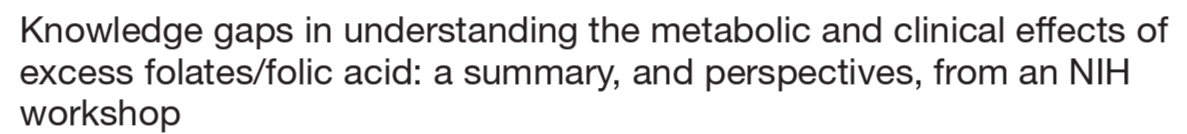 Knowledge gaps in understanding the metabolic and clinical effects of
excess folates/folic acid: a summary, and perspectives, from an NIH
workshop